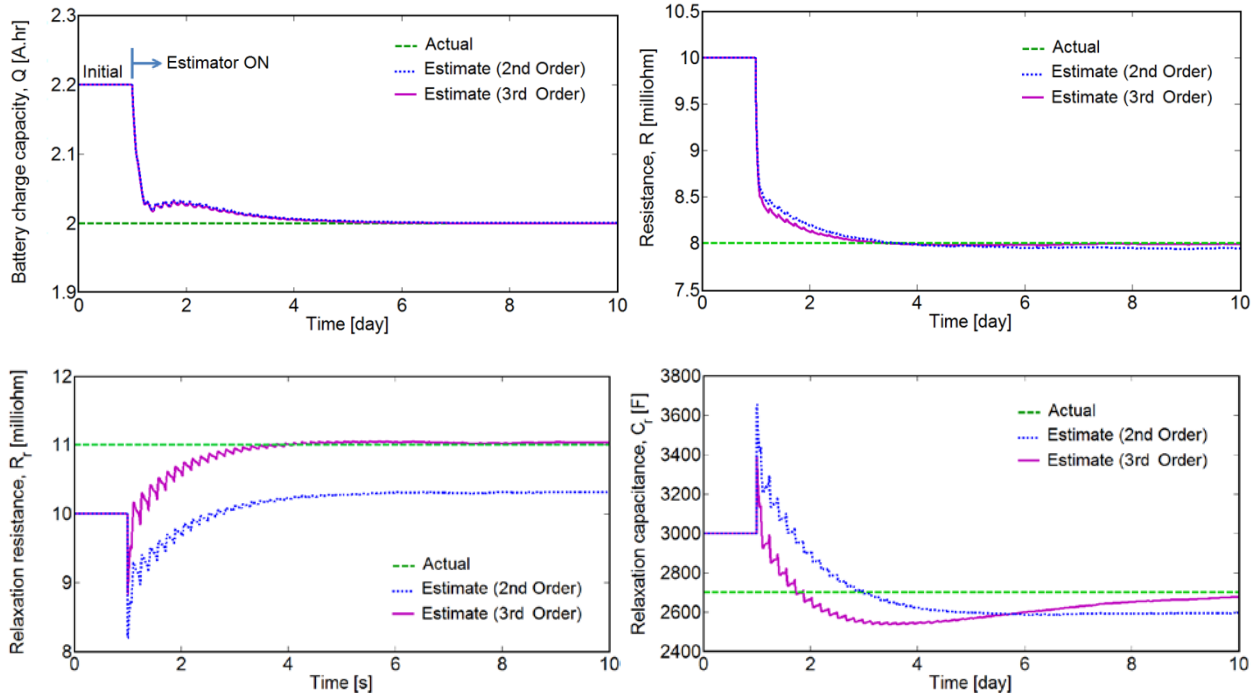 2.3
2.2
2.1
2
1.9
0 2 4 6 8 10
Battery charge capacity, Q [A.hr]
Time [day]
Initial
Estimator ON
Actual
Estimate (2nd Order)
Estimate (3rd Order)
10.5
10
9.5
9
8.5
8
7.5
0 2 4 6 8 10
Resistance, R [milliohm]
Time [day]
Actual
Estimate (2nd Order)
Estimate (3rd Order)
12
11
10
9
8
0 2 4 6 8 10
Relaxation resistance, Rr [milliohm]
Time [s]
Actual
Estimate (2nd Order)
Estimate (3rd Order)
3800
3600
3400
3200
3000
2800
2600
2400
0 2 4 6 8 10
Relaxation capacitance, Cr [F]
Time [day]
Actual
Estimate (2nd Order)
Estimate (3rd Order)